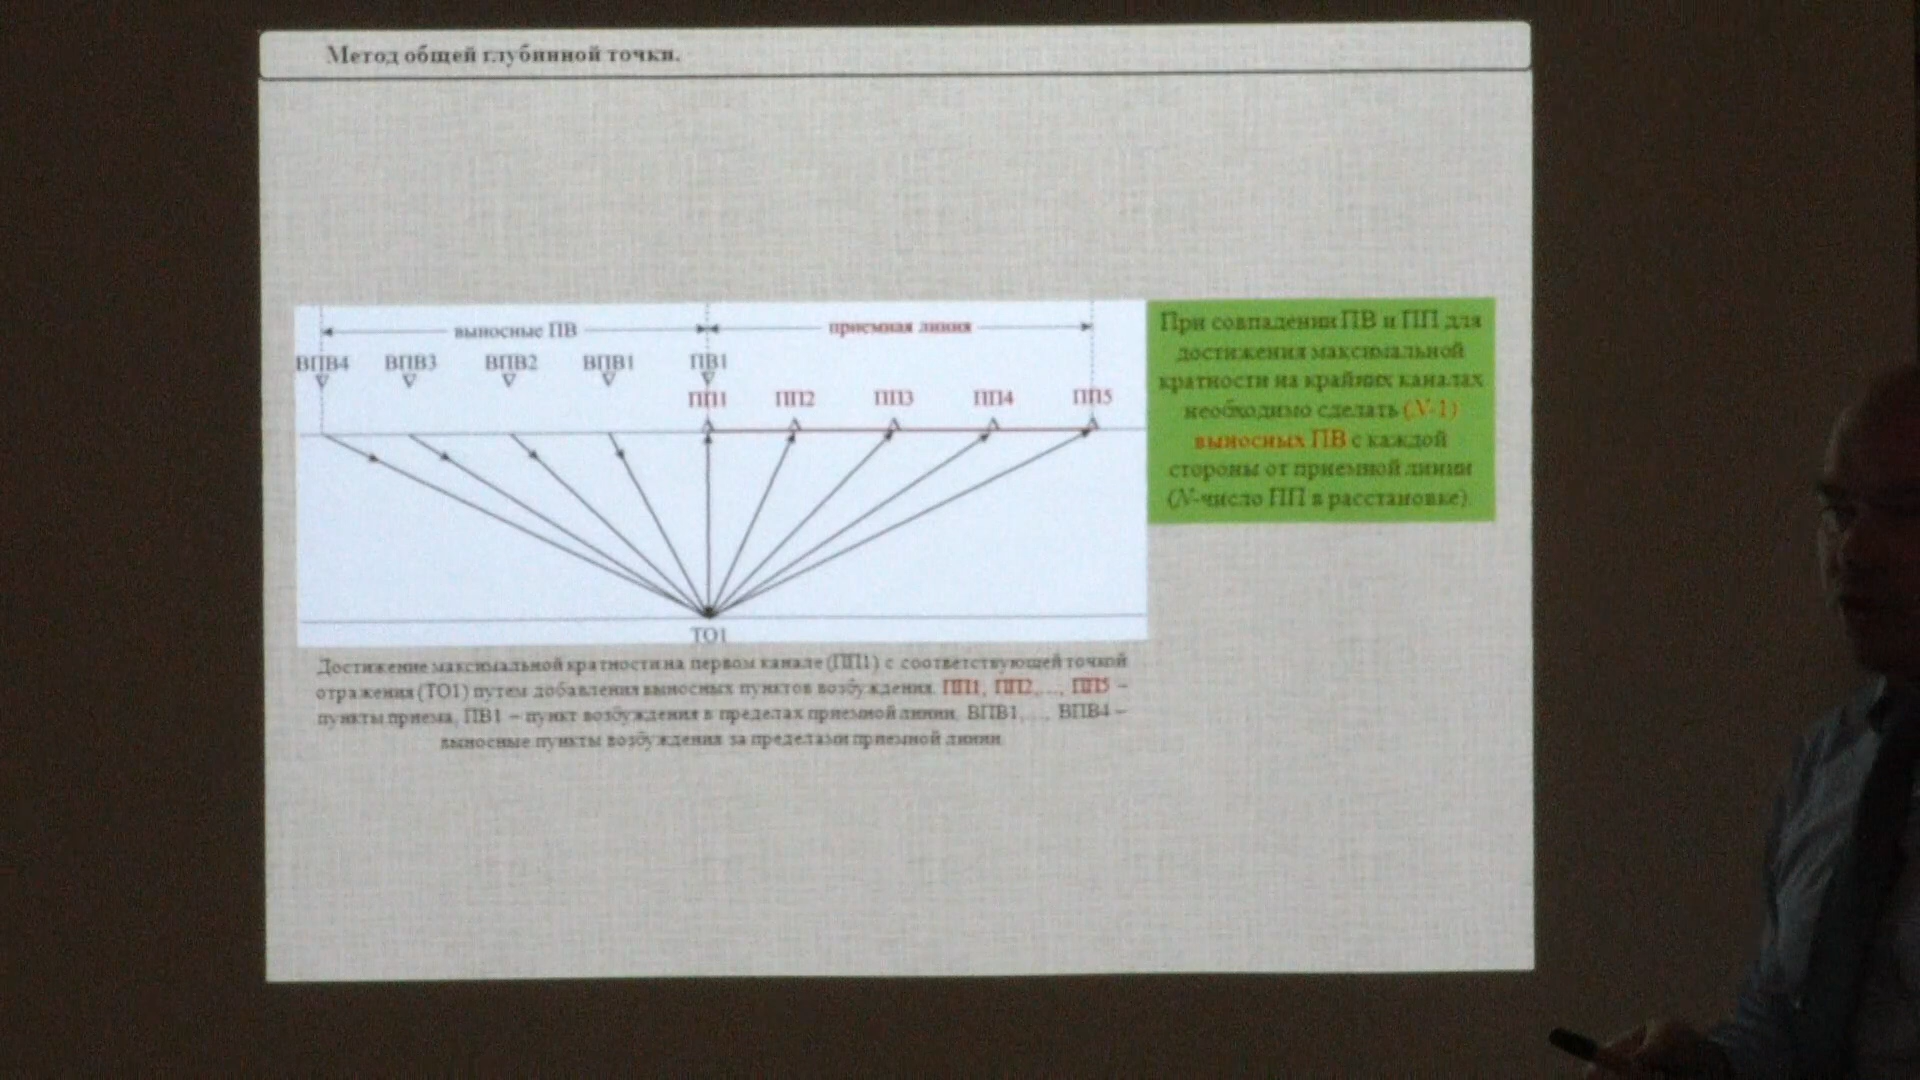 Метод общей глубинной точки.
выносные ПВ
приемная линия
ВПВ4 ВПВ3 ВПВ2 ВПВ1 ПВ1
ПП1 ПП2 ПП3 ПП4 ПП5
ТО1
При совпадении ПВ и ПП для
достижения максимальной
кратности на крайних каналах
необходимо сделать (N-1)
выносных ПВ с каждой
стороны от приемной линии
(N-число ПП в расстановке).
Достижение максимальной кратности на первом канале (ПП1) с соответствующей точкой
отражения (ТО1) путем добавления выносных пунктов возбуждения. ПП1, ПП2,..., ПП5 –
пункты приема, ПВ1 – пункт возбуждения в пределах приемной линии, ВПВ1,..., ВПВ4 –
выносные пункты возбуждения за пределами приемной линии